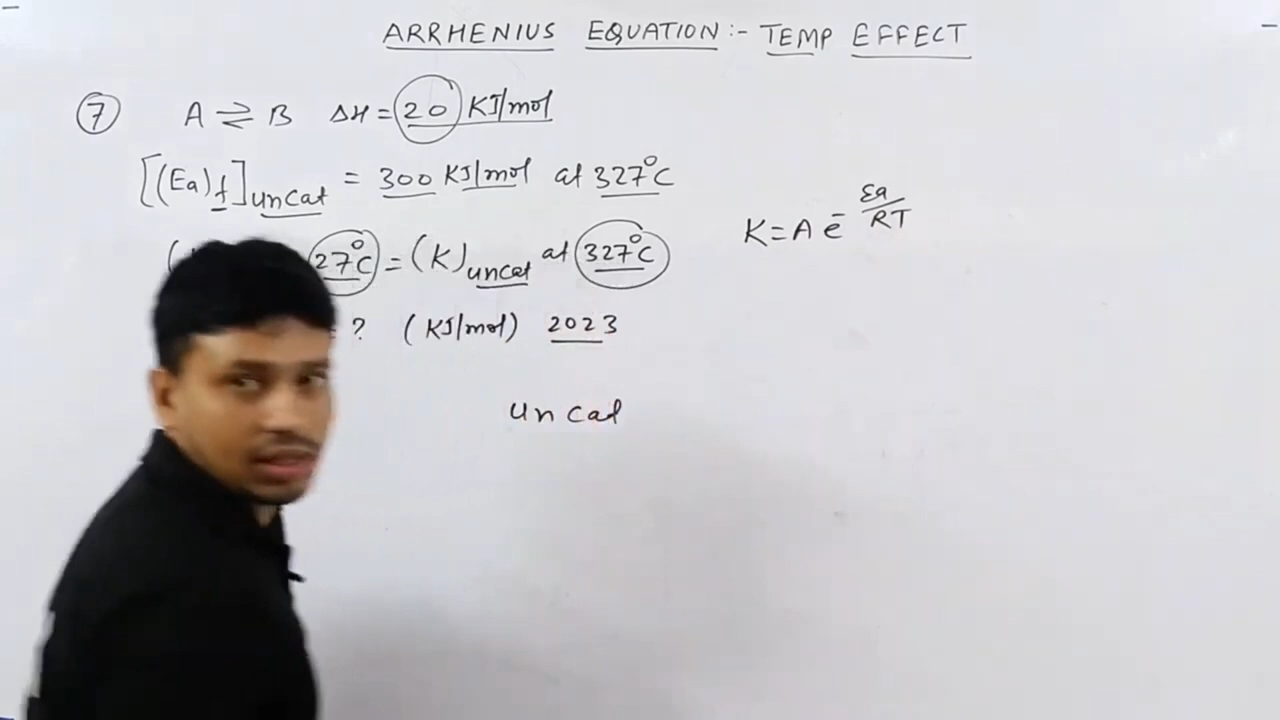 ARRHENIUS EQUATION :- TEMP EFFECT
⑦ A ⇌ B ΔH = 20 KJ/mol
[(Ea)f]uncat = 300 KJ/mol at 327°C
( 27°C = (K)uncat at 327°C
? (KJ/mol) 2023
K = A e^-Ea/RT
un cat